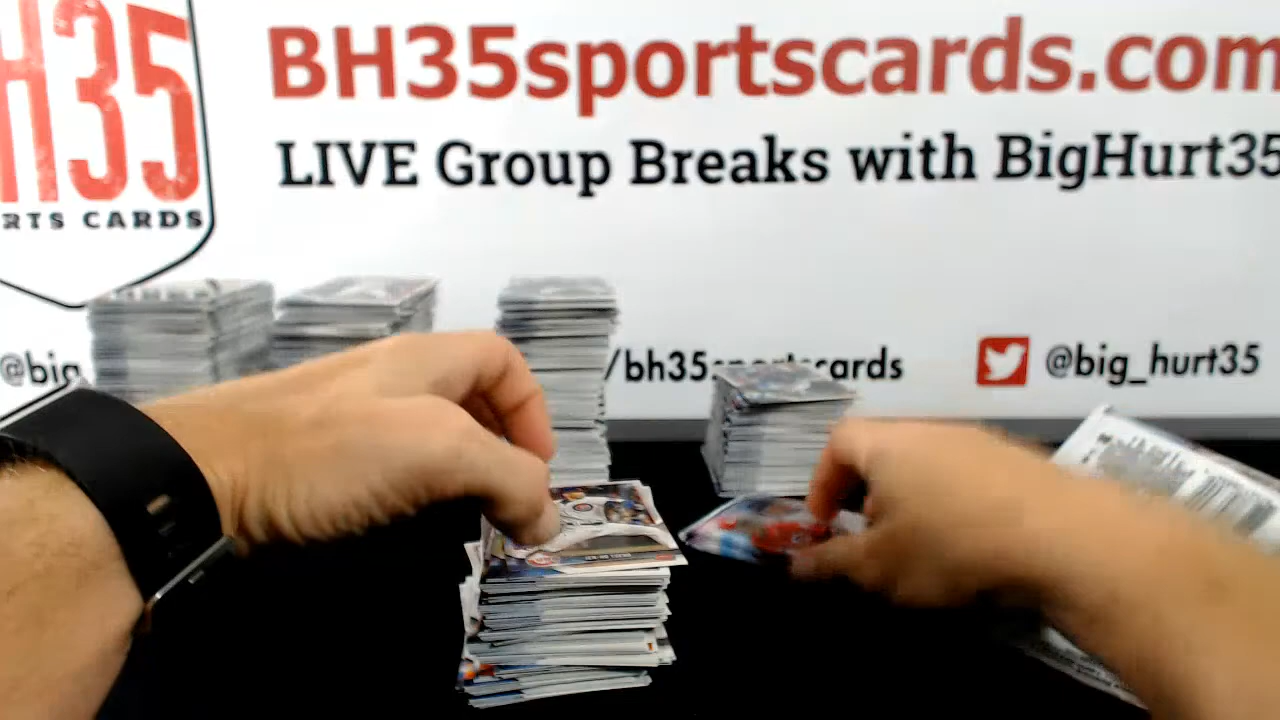 H35
RTS CARDS
BH35sportscards.com
LIVE Group Breaks with BigHurt35
@big
/bh35sportscards
@big_hurt35